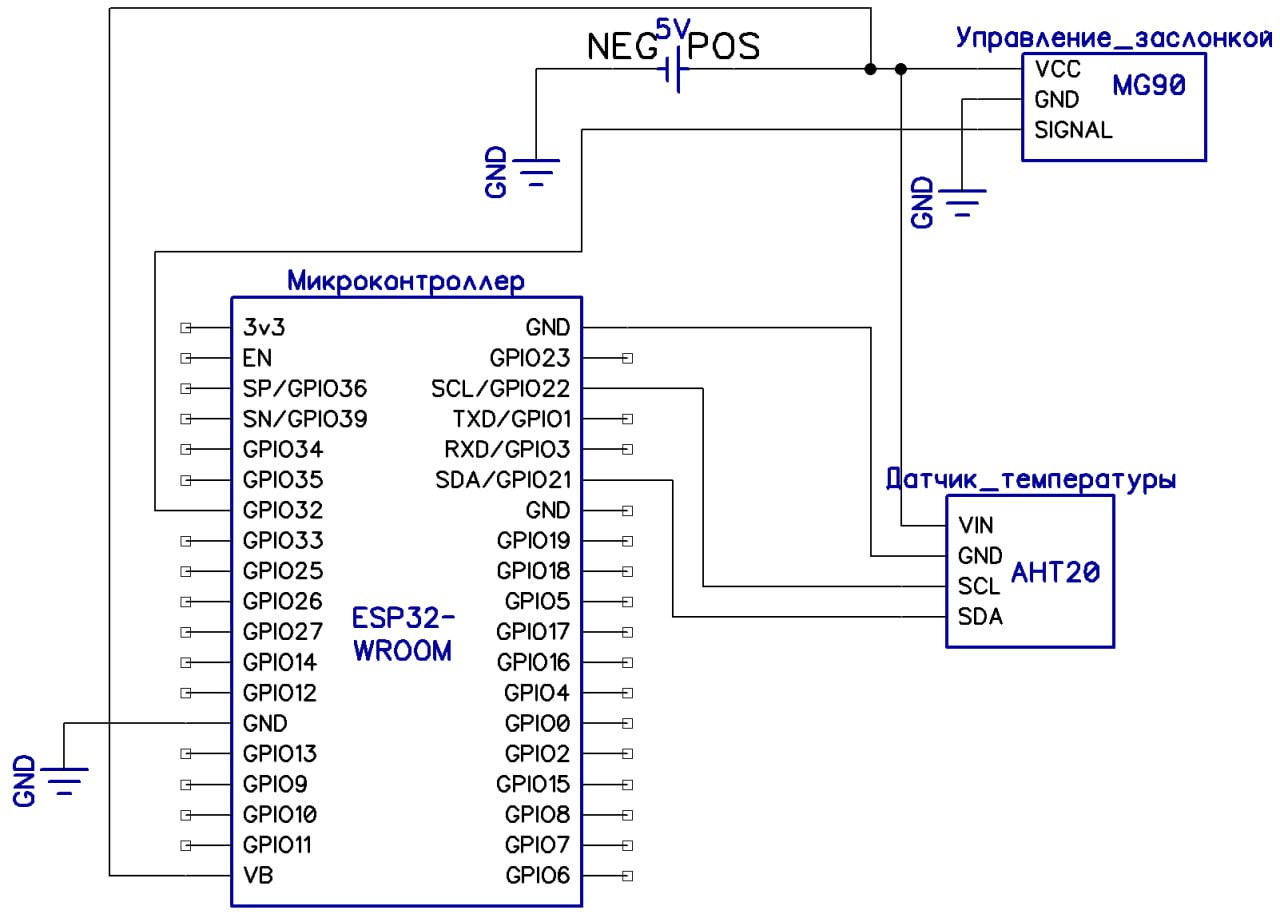 5V
NEG POS
GND
Управление_заслонкой
VCC
GND
SIGNAL
MG90
GND
Микроконтроллер
3v3
EN
SP/GPIO36
SN/GPIO39
GPIO34
GPIO35
GPIO32
GPIO33
GPIO25
GPIO26
GPIO27
GPIO14
GPIO12
GND
GPIO13
GPIO9
GPIO10
GPIO11
VB
ESP32-
WROOM
GND
GPIO23
SCL/GPIO22
TXD/GPIO1
RXD/GPIO3
SDA/GPIO21
GND
GPIO19
GPIO18
GPIO5
GPIO17
GPIO16
GPIO4
GPIO0
GPIO2
GPIO15
GPIO8
GPIO7
GPIO6
GND
Датчик_температуры
VIN
GND
SCL
SDA
AHT20